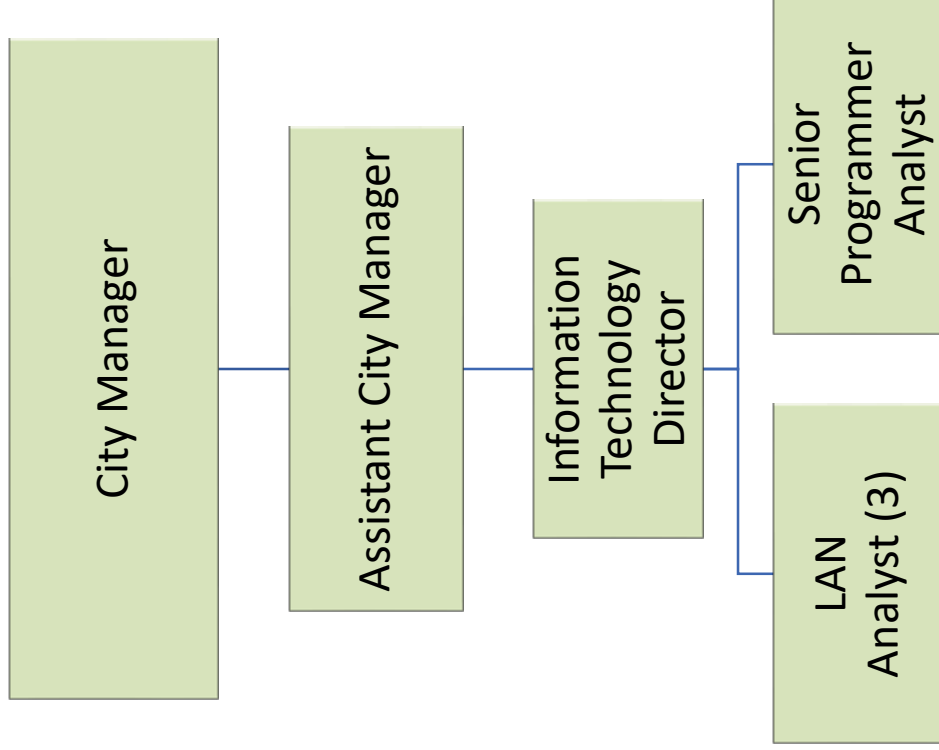 City Manager
Assistant City Manager
Information
Technology
Director
LAN
Analyst (3)
Senior
Programmer
Analyst